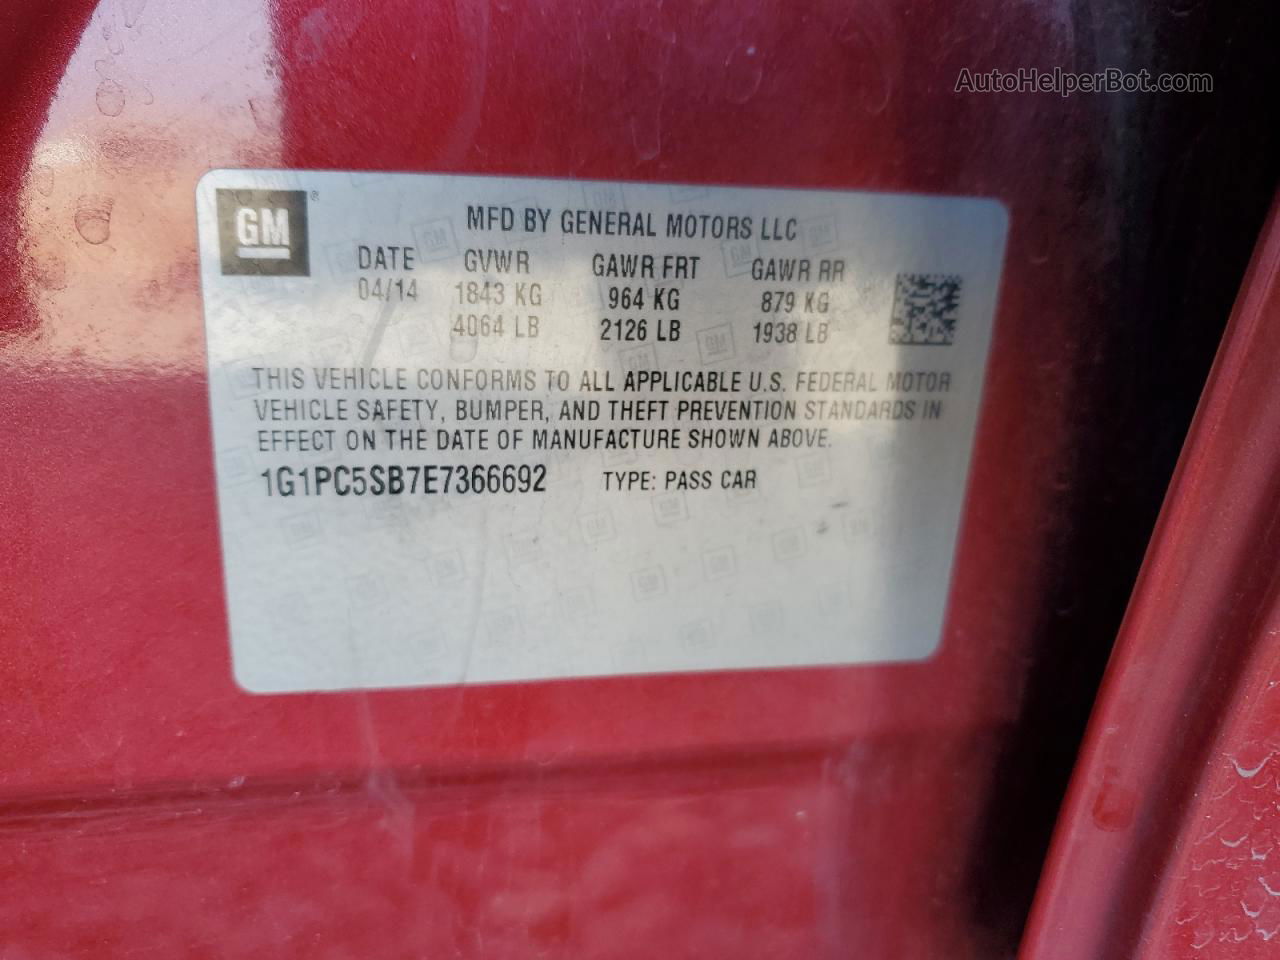 AutoHelperBot.com
GM ®
MFD BY GENERAL MOTORS LLC
DATE GVWR GAWR FRT GAWR RR
04/14 1843 KG 964 KG 879 KG
4064 LB 2126 LB 1938 LB
THIS VEHICLE CONFORMS TO ALL APPLICABLE U.S. FEDERAL MOTOR
VEHICLE SAFETY, BUMPER, AND THEFT PREVENTION STANDARDS IN
EFFECT ON THE DATE OF MANUFACTURE SHOWN ABOVE.
1G1PC5SB7E7366692 TYPE: PASS CAR